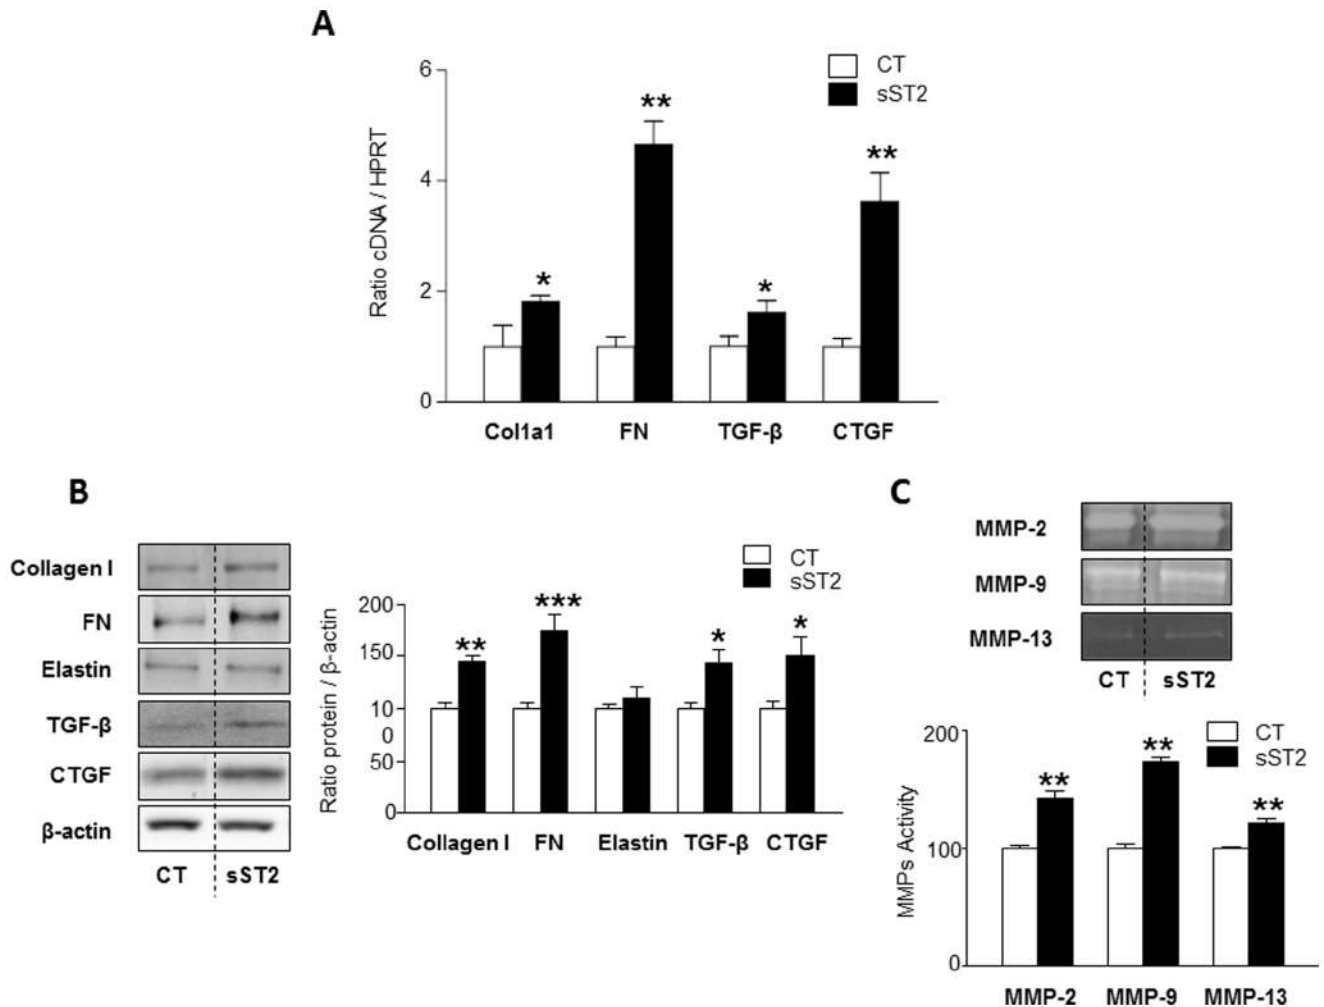 A
CT
sST2
6
4
2
0
Ratio cDNA / HPRT
*
**
*
**
Col1a1 FN TGF-β CTGF
B
Collagen I
FN
Elastin
TGF-β
CTGF
β-actin
CT sST2
CT
sST2
200
150
10
0
50
0
Ratio protein / β-actin
**
***
*
*
Collagen I FN Elastin TGF-β CTGF
C
MMP-2
MMP-9
MMP-13
CT sST2
CT
sST2
200
100
0
MMPs Activity
**
**
**
MMP-2 MMP-9 MMP-13